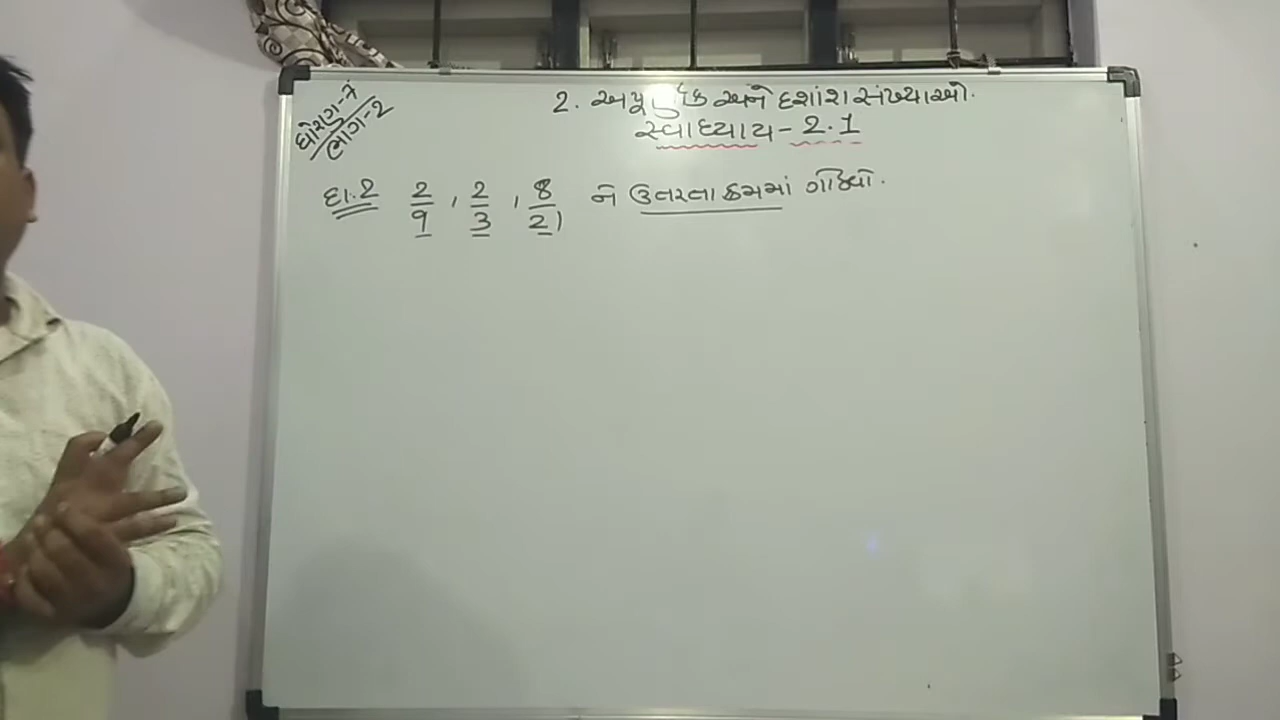 ધોરણ-7
ભાગ-2
2. અપૂર્ણાંક અને દશાંશ સંખ્યાઓ.
સ્વાધ્યાય - 2.1
દા.2 2/9 , 2/3 , 8/21 ને ઉતરતા ક્રમમાં ગોઠવો.